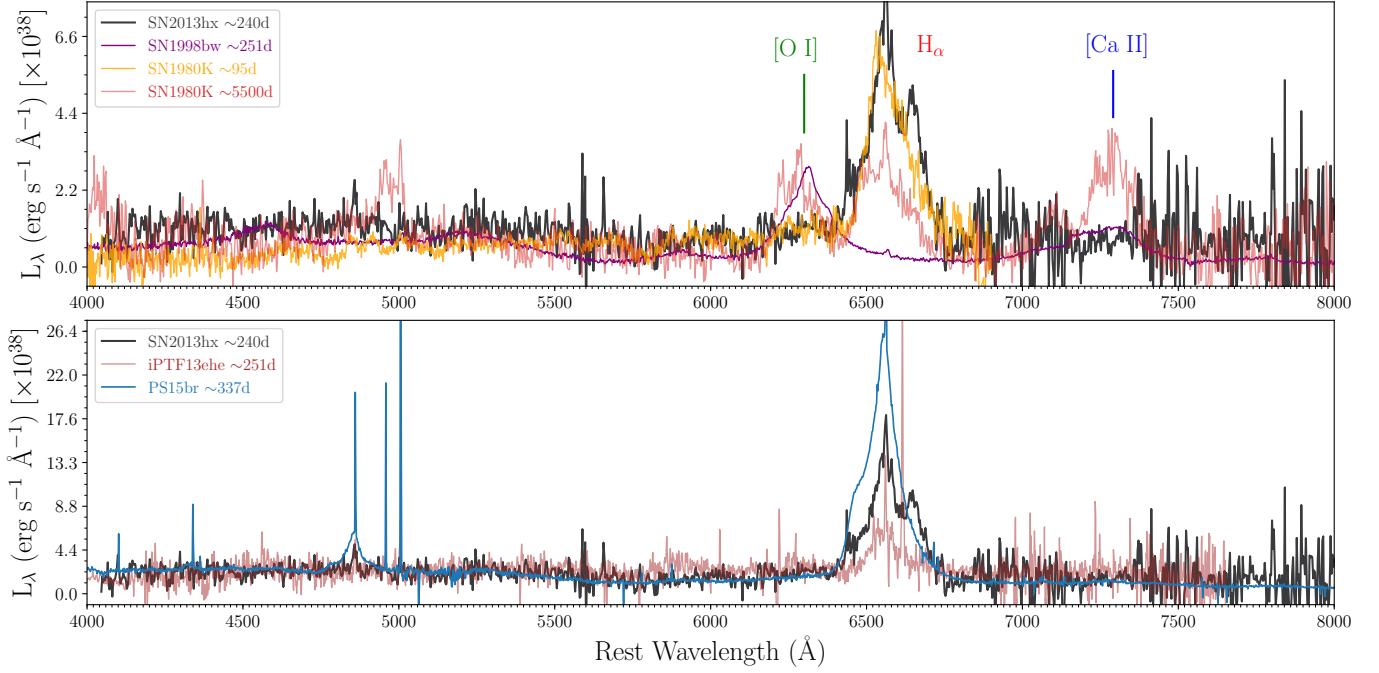 L_λ (erg s⁻¹ Å⁻¹) [×10³⁸]
6.6
4.4
2.2
0.0
SN2013hx ~240d
SN1998bw ~251d
SN1980K ~95d
SN1980K ~5500d
[O I]
H_α
[Ca II]
4000 4500 5000 5500 6000 6500 7000 7500 8000
L_λ (erg s⁻¹ Å⁻¹) [×10³⁸]
26.4
22.0
17.6
13.3
8.8
4.4
0.0
SN2013hx ~240d
iPTF13ehe ~251d
PS15br ~337d
4000 4500 5000 5500 6000 6500 7000 7500 8000
Rest Wavelength (Å)